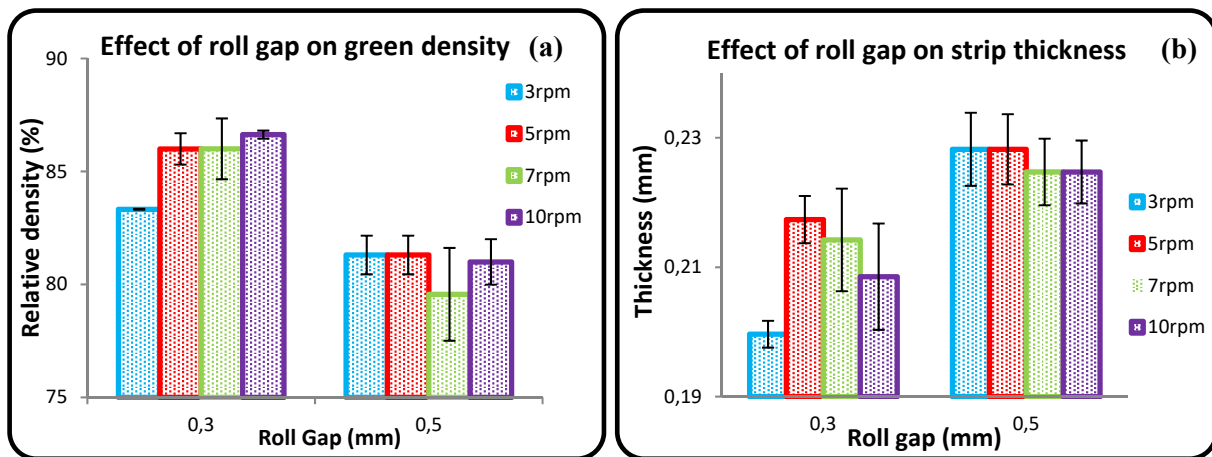 Effect of roll gap on green density (a)
90
85
80
75
Relative density (%)
3rpm
5rpm
7rpm
10rpm
0,3
0,5
Roll Gap (mm)
Effect of roll gap on strip thickness (b)
0,23
0,21
0,19
Thickness (mm)
3rpm
5rpm
7rpm
10rpm
0,3
0,5
Roll gap (mm)